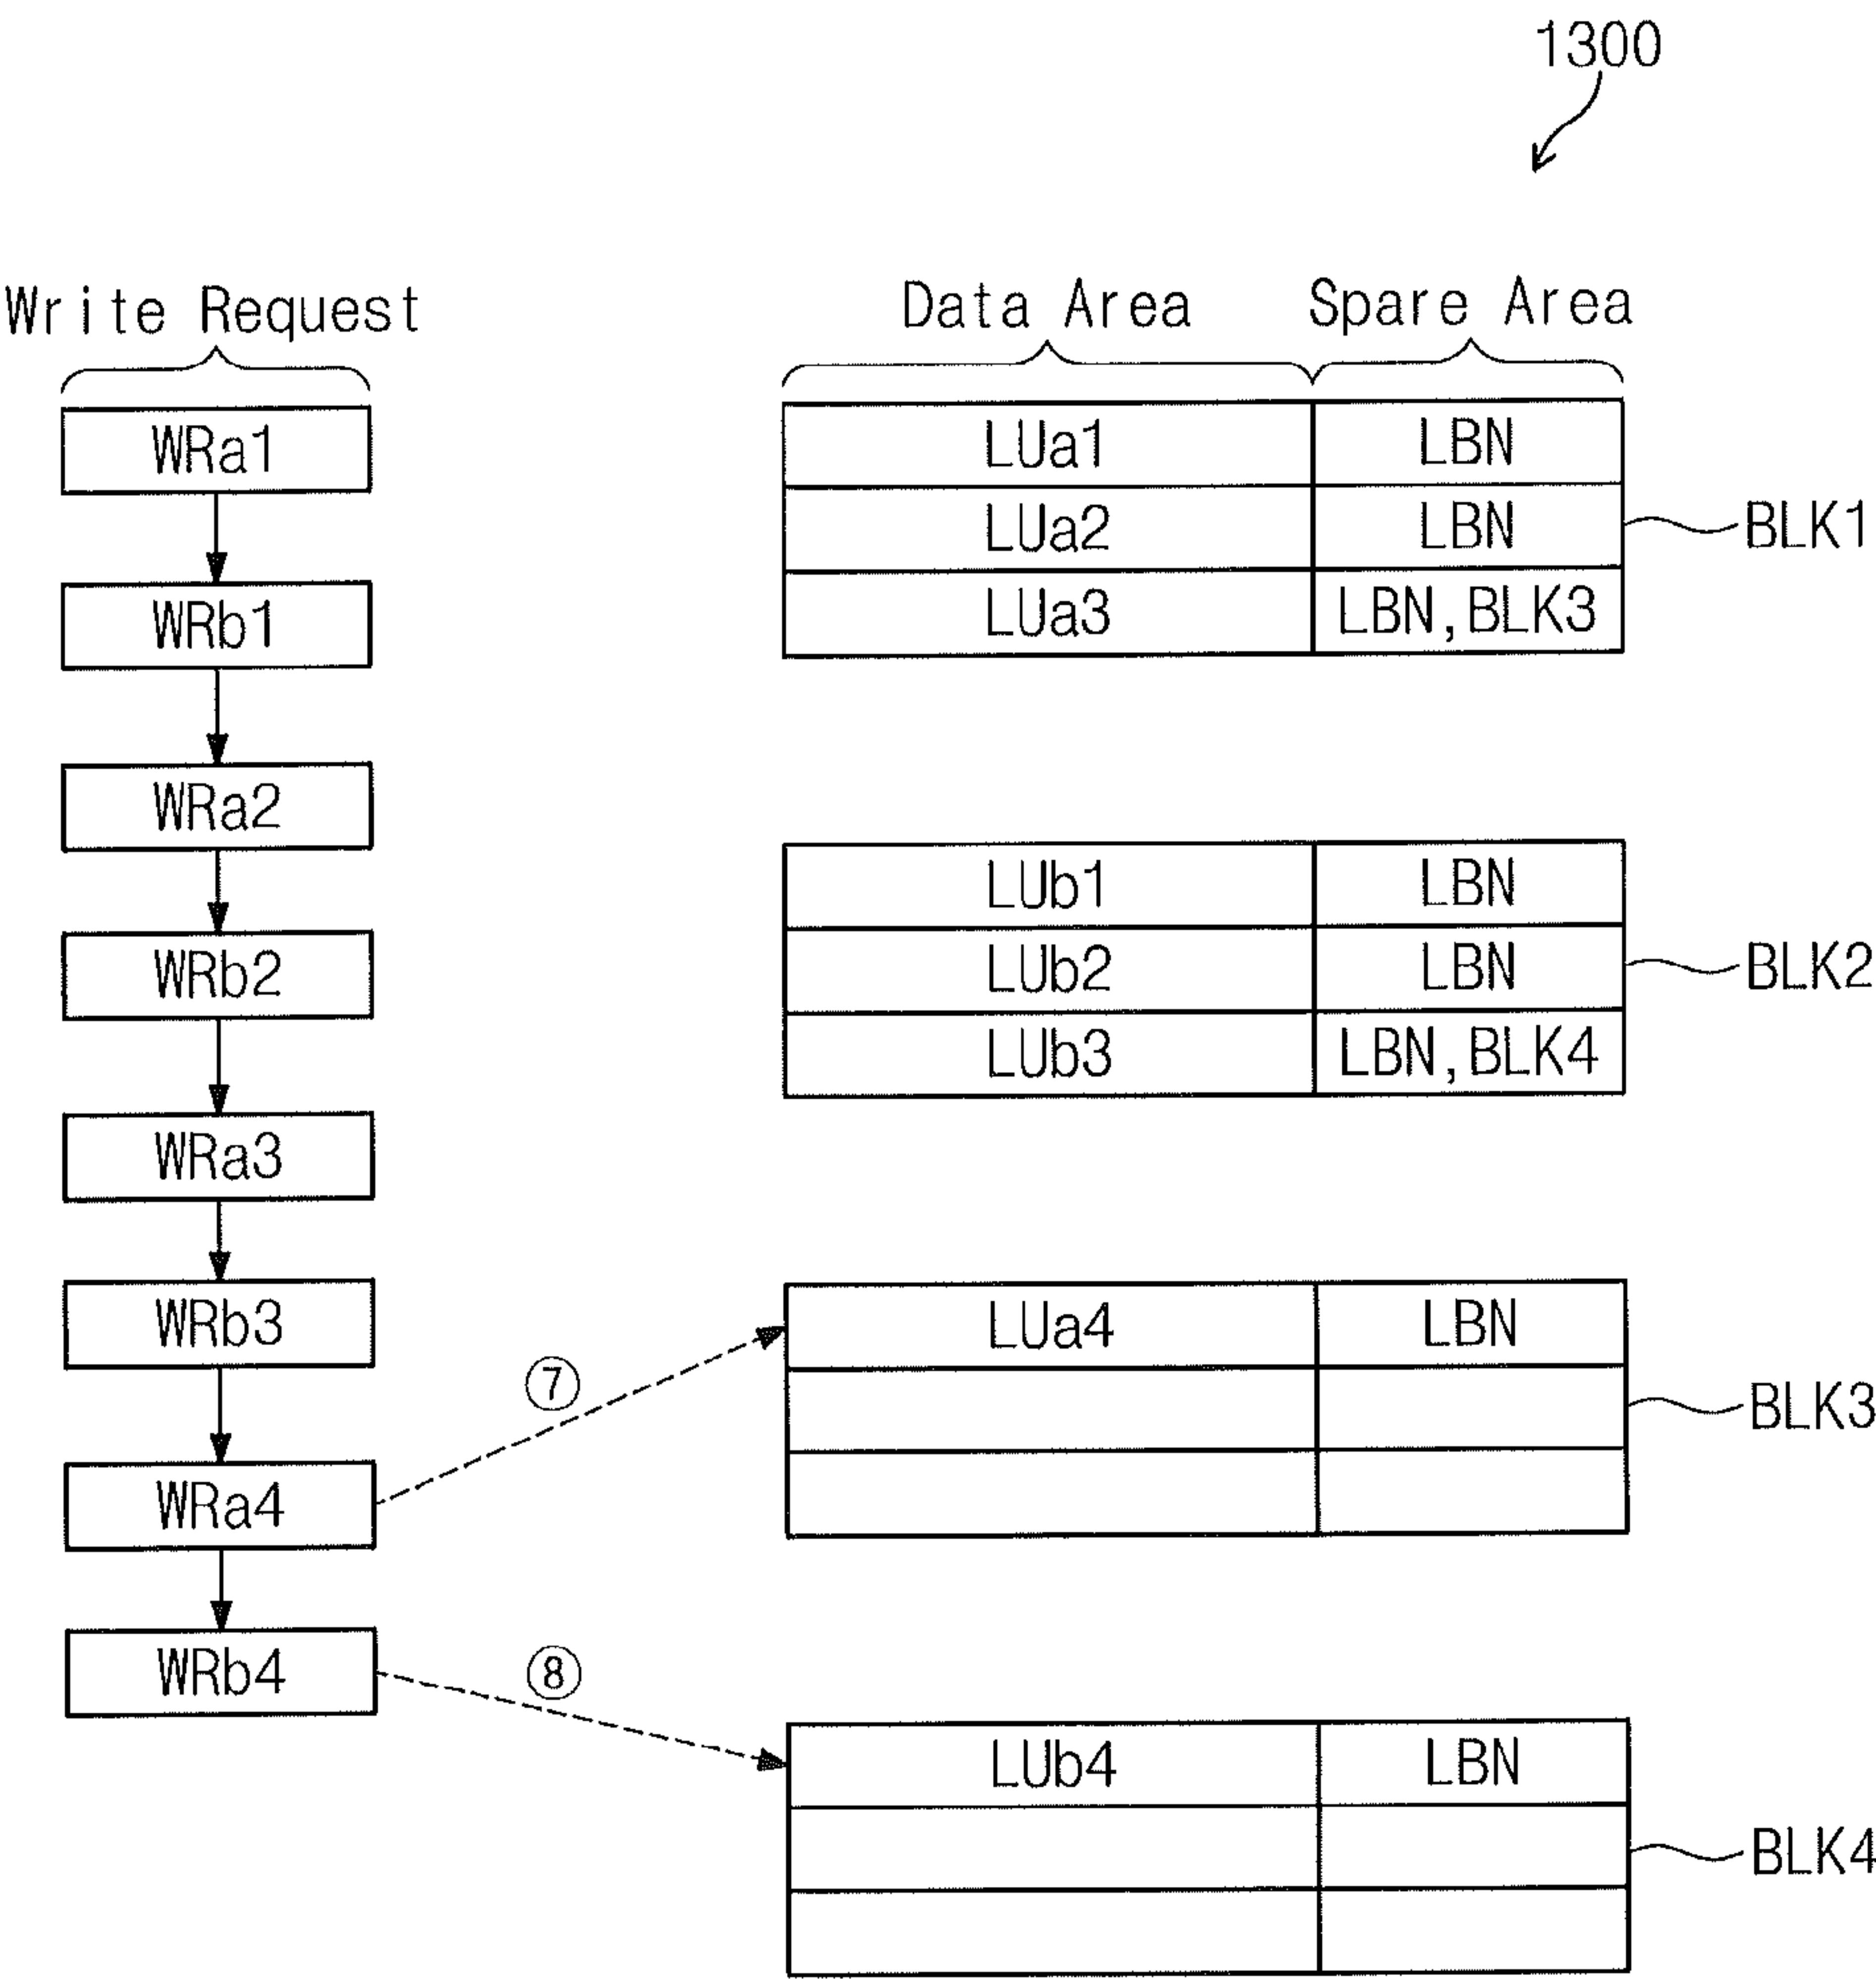 1300
Write Request
Data Area Spare Area
WRa1
WRb1
WRa2
WRb2
WRa3
WRb3
WRa4
WRb4
⑦
⑧
LUa1 LBN
LUa2 LBN
LUa3 LBN,BLK3
BLK1
LUb1 LBN
LUb2 LBN
LUb3 LBN,BLK4
BLK2
LUa4 LBN
BLK3
LUb4 LBN
BLK4